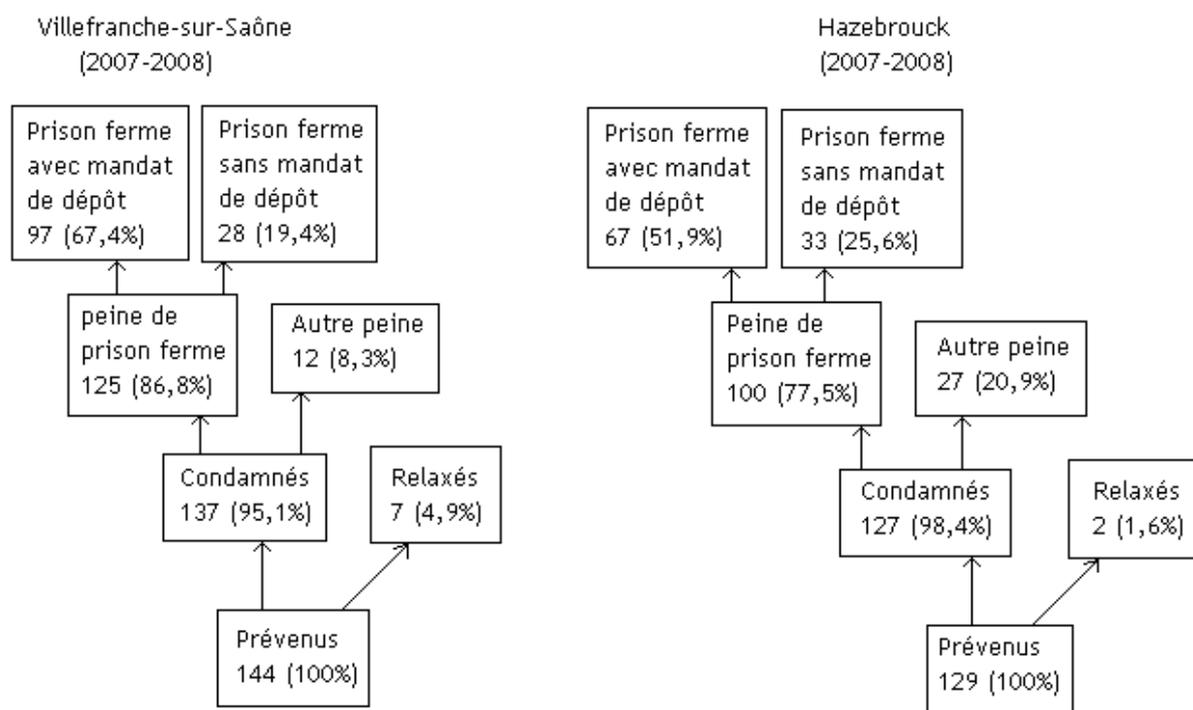 Villefranche-sur-Saône
(2007-2008)
Prison ferme
avec mandat
de dépôt
97 (67,4%)
Prison ferme
sans mandat
de dépôt
28 (19,4%)
peine de
prison ferme
125 (86,8%)
Autre peine
12 (8,3%)
Condamnés
137 (95,1%)
Relaxés
7 (4,9%)
Prévenus
144 (100%)
Hazebrouck
(2007-2008)
Prison ferme
avec mandat
de dépôt
67 (51,9%)
Prison ferme
sans mandat
de dépôt
33 (25,6%)
Peine de
prison ferme
100 (77,5%)
Autre peine
27 (20,9%)
Condamnés
127 (98,4%)
Relaxés
2 (1,6%)
Prévenus
129 (100%)